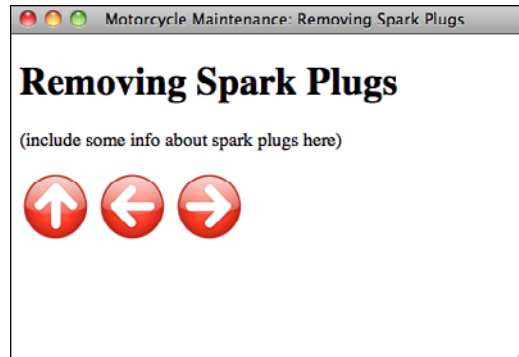 Motorcycle Maintenance: Removing Spark Plugs
Removing Spark Plugs
(include some info about spark plugs here)